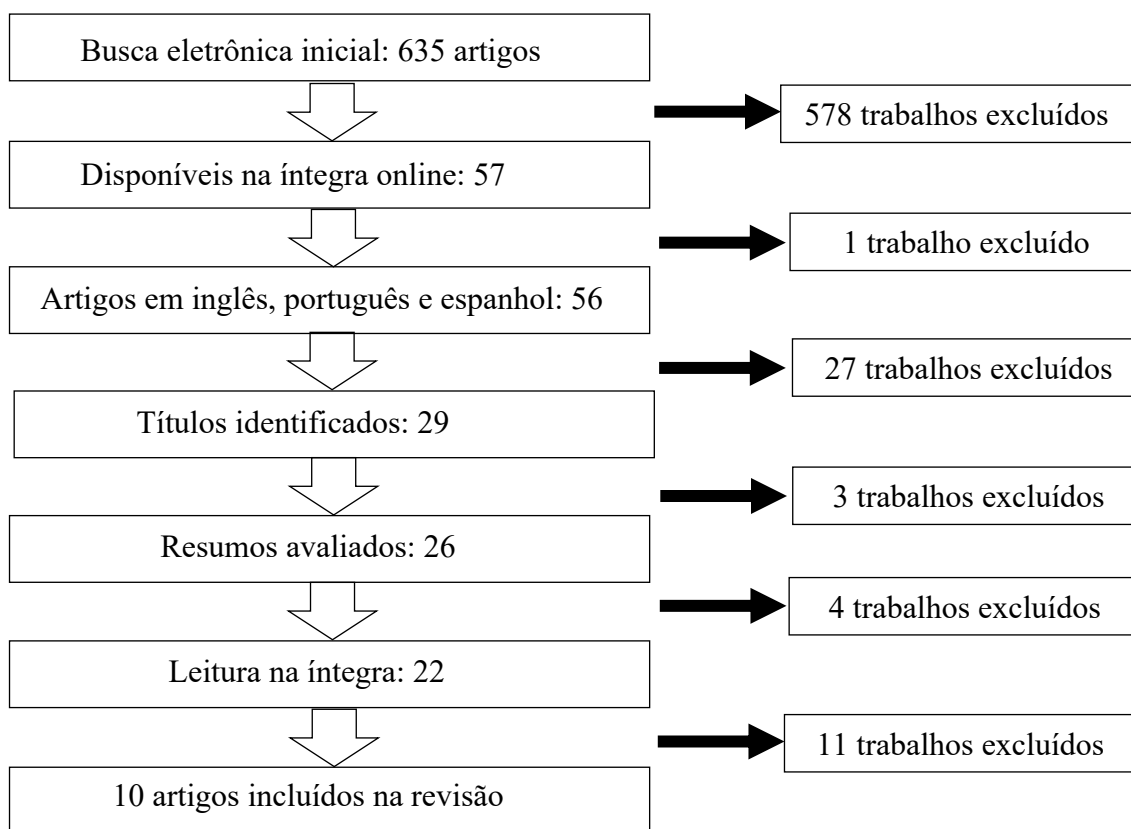 Busca eletrônica inicial: 635 artigos
578 trabalhos excluídos
Disponíveis na íntegra online: 57
1 trabalho excluído
Artigos em inglês, português e espanhol: 56
27 trabalhos excluídos
Títulos identificados: 29
3 trabalhos excluídos
Resumos avaliados: 26
4 trabalhos excluídos
Leitura na íntegra: 22
11 trabalhos excluídos
10 artigos incluídos na revisão